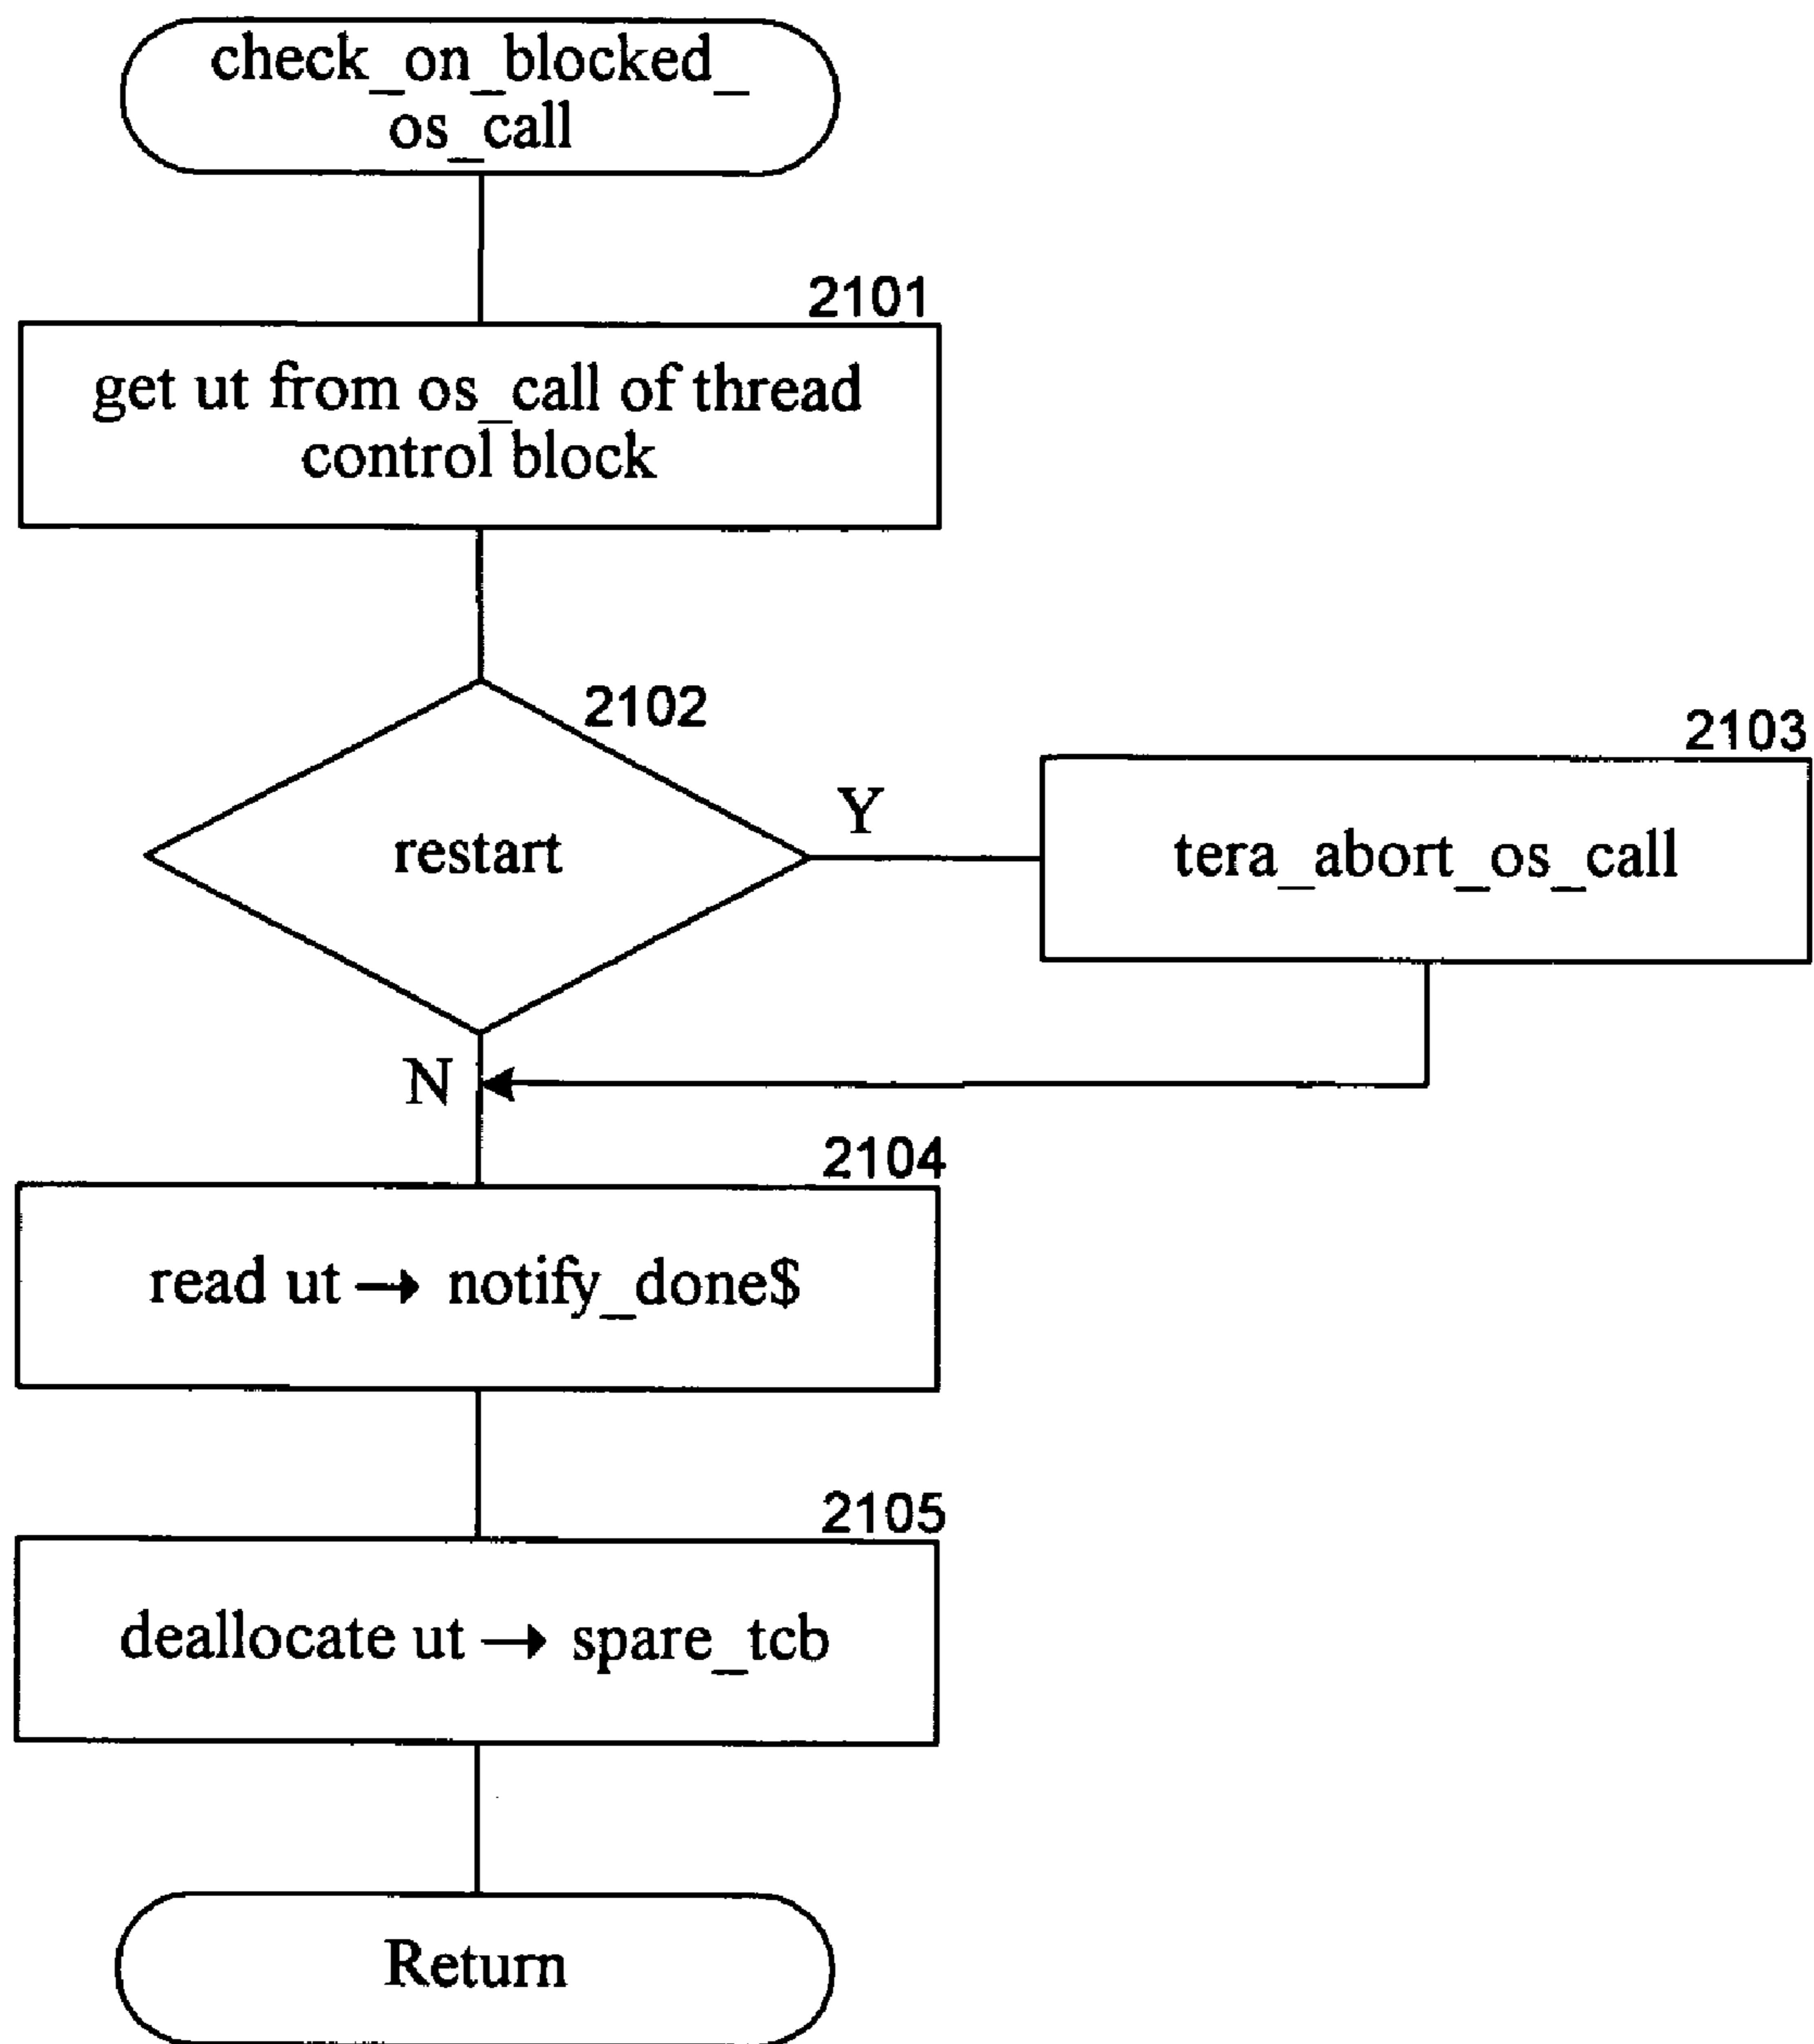 check_on_blocked_
os_call
2101
get ut from os_call of thread
control block
2102
restart
Y
2103
tera_abort_os_call
N
2104
read ut → notify_done$
2105
deallocate ut → spare_tcb
Return